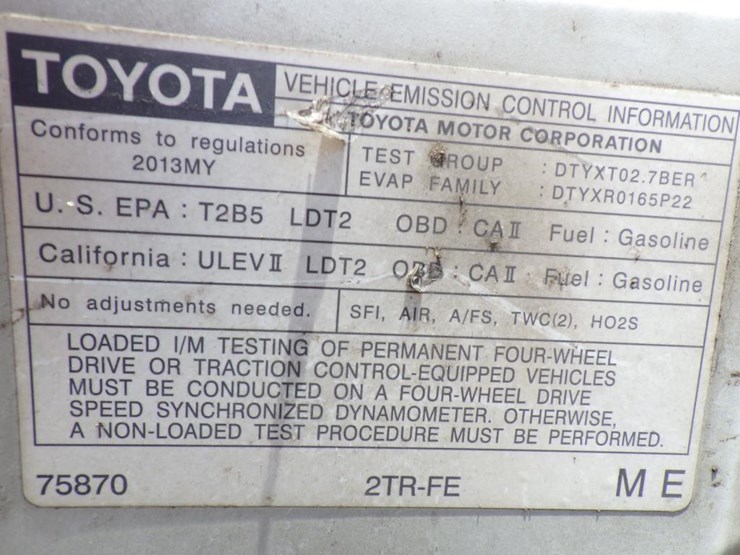 TOYOTA
VEHICLE EMISSION CONTROL INFORMATION
TOYOTA MOTOR CORPORATION
Conforms to regulations
2013MY
TEST GROUP : DTYXT02.7BER
EVAP FAMILY : DTYXR0165P22
U.S. EPA : T2B5 LDT2 OBD : CAⅡ Fuel : Gasoline
California : ULEVⅡ LDT2 OBD : CAⅡ Fuel : Gasoline
No adjustments needed.
SFI, AIR, A/FS, TWC(2), HO2S
LOADED I/M TESTING OF PERMANENT FOUR-WHEEL
DRIVE OR TRACTION CONTROL-EQUIPPED VEHICLES
MUST BE CONDUCTED ON A FOUR-WHEEL DRIVE
SPEED SYNCHRONIZED DYNAMOMETER. OTHERWISE,
A NON-LOADED TEST PROCEDURE MUST BE PERFORMED.
75870 2TR-FE M E